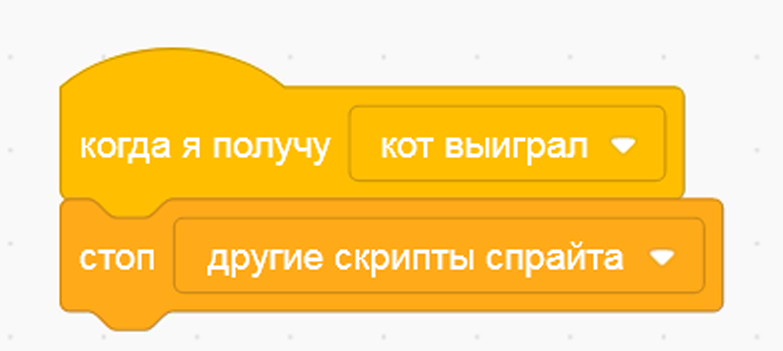 когда я получу кот выиграл
стоп другие скрипты спрайта